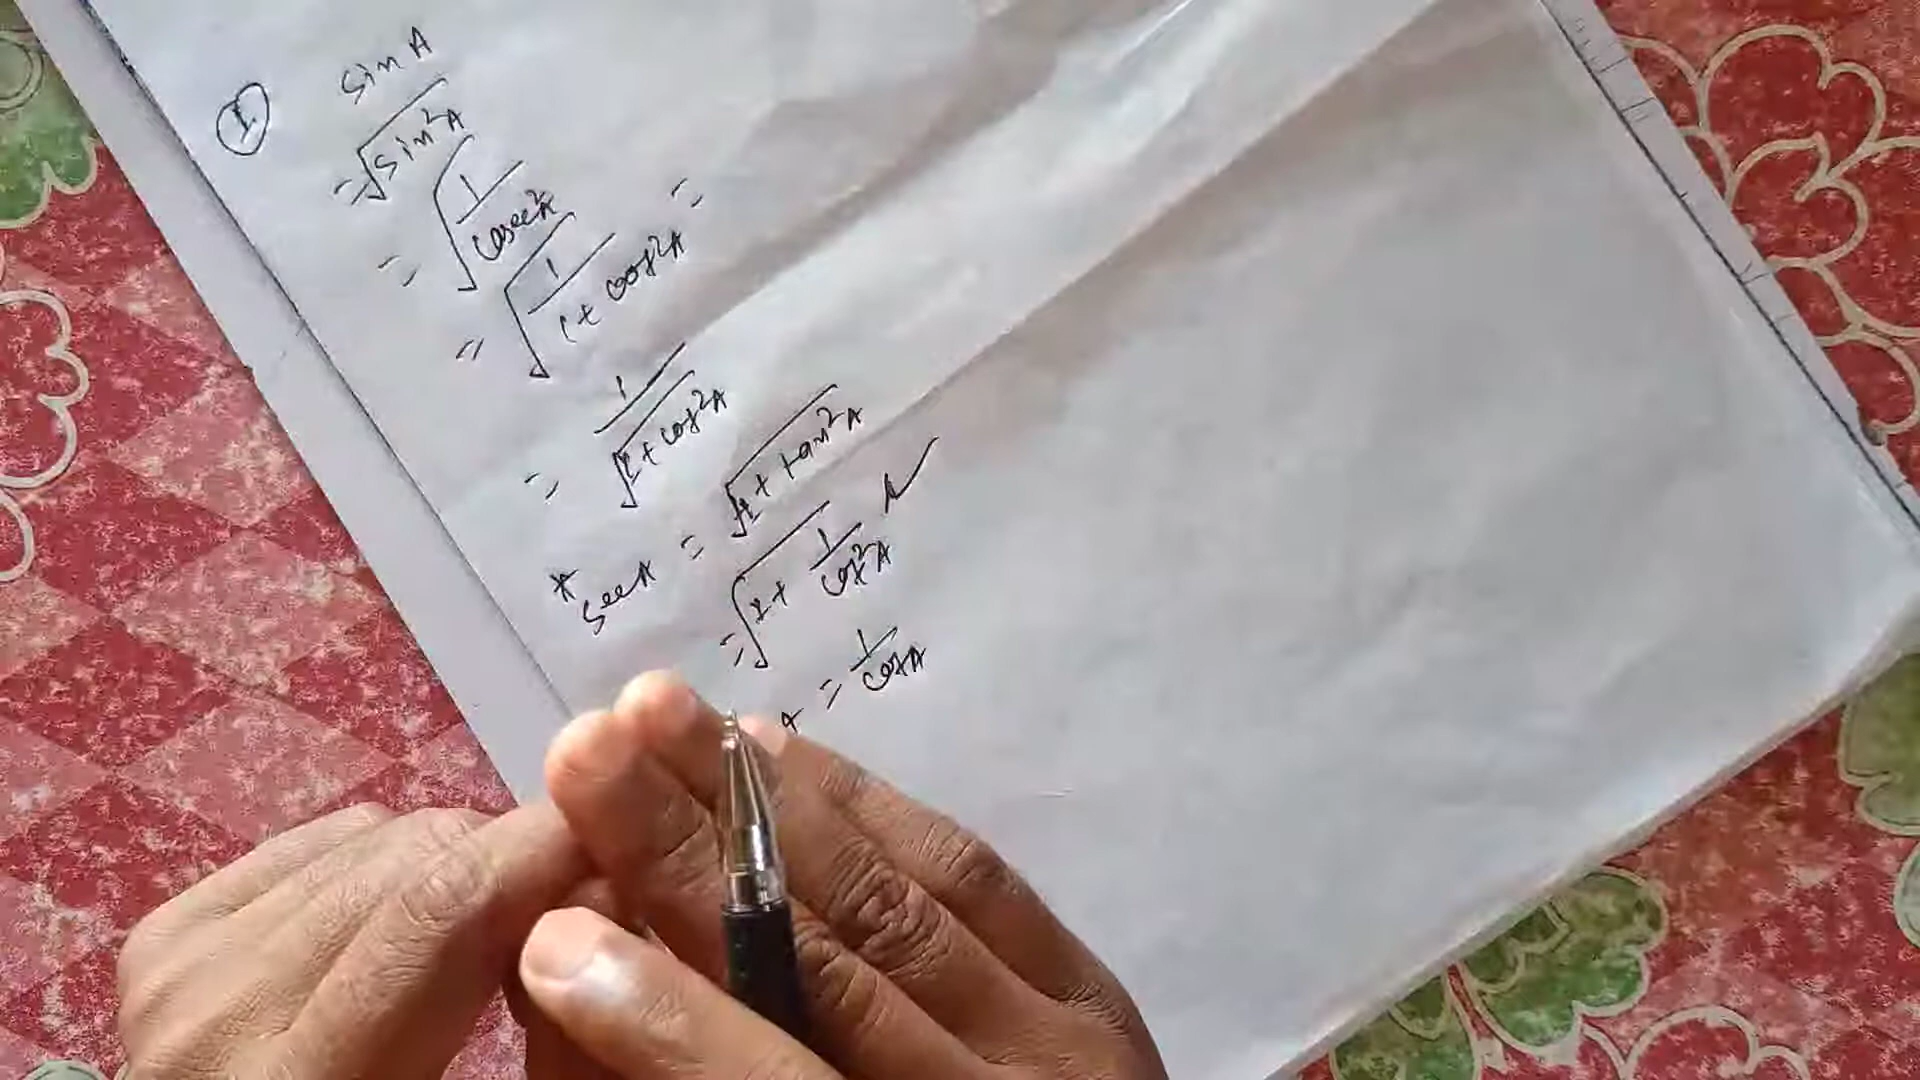 ① sin A
= √sin²A
= √(1/cosec²A)
= √(1/(1 + cot²A)) =
= 1/√(1 + cot²A)
* sec A = √(1 + tan²A)
= √(1 + 1/cot²A)
A = 1/cot A